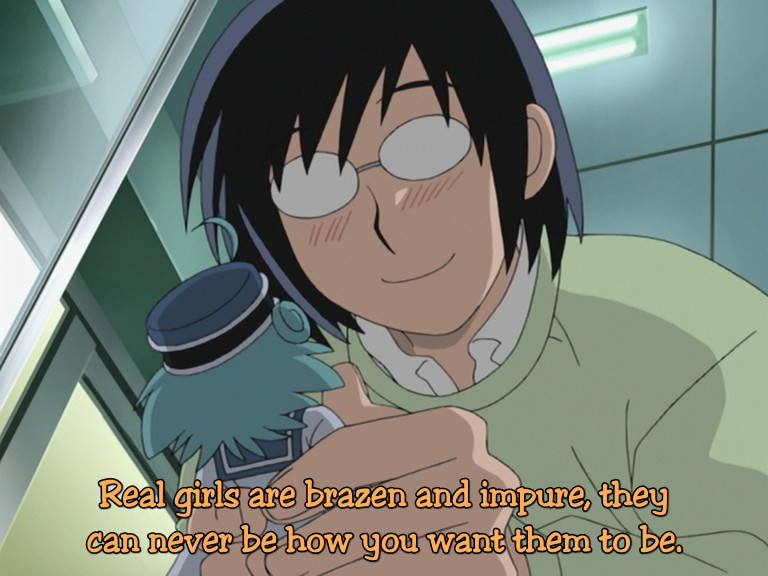 Real girls are brazen and impure, they
can never be how you want them to be.